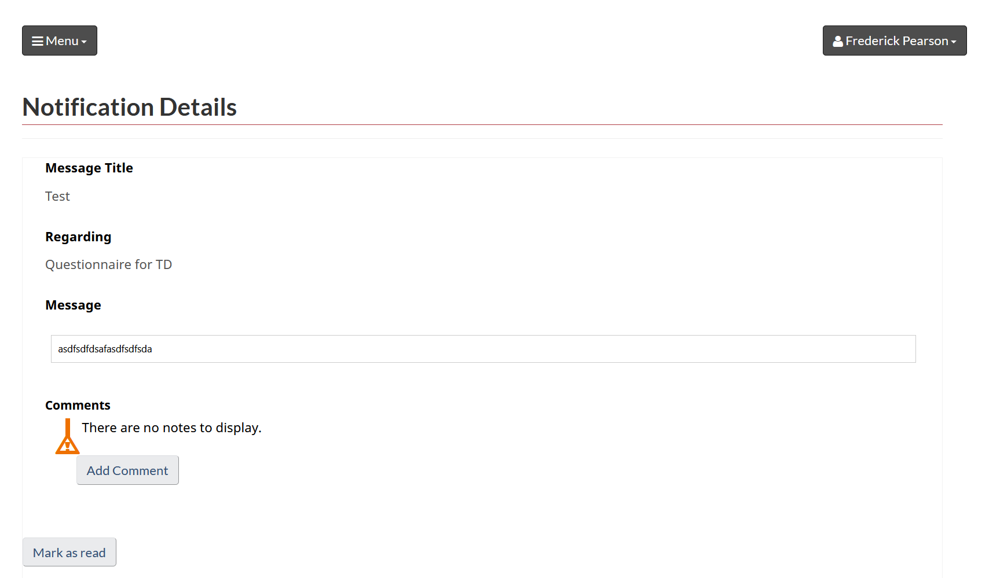 Menu
Frederick Pearson
Notification Details
Message Title
Test
Regarding
Questionnaire for TD
Message
asdfsdfdsafasdfsdfsda
Comments
There are no notes to display.
Add Comment
Mark as read